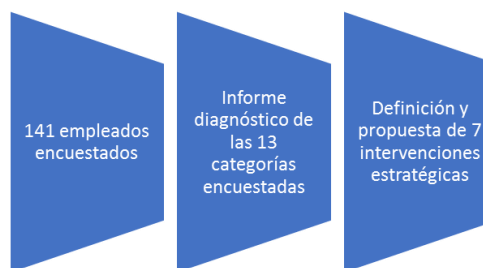 141 empleados
encuestados
Informe
diagnóstico de
las 13
categorías
encuestadas
Definición y
propuesta de 7
intervenciones
estratégicas